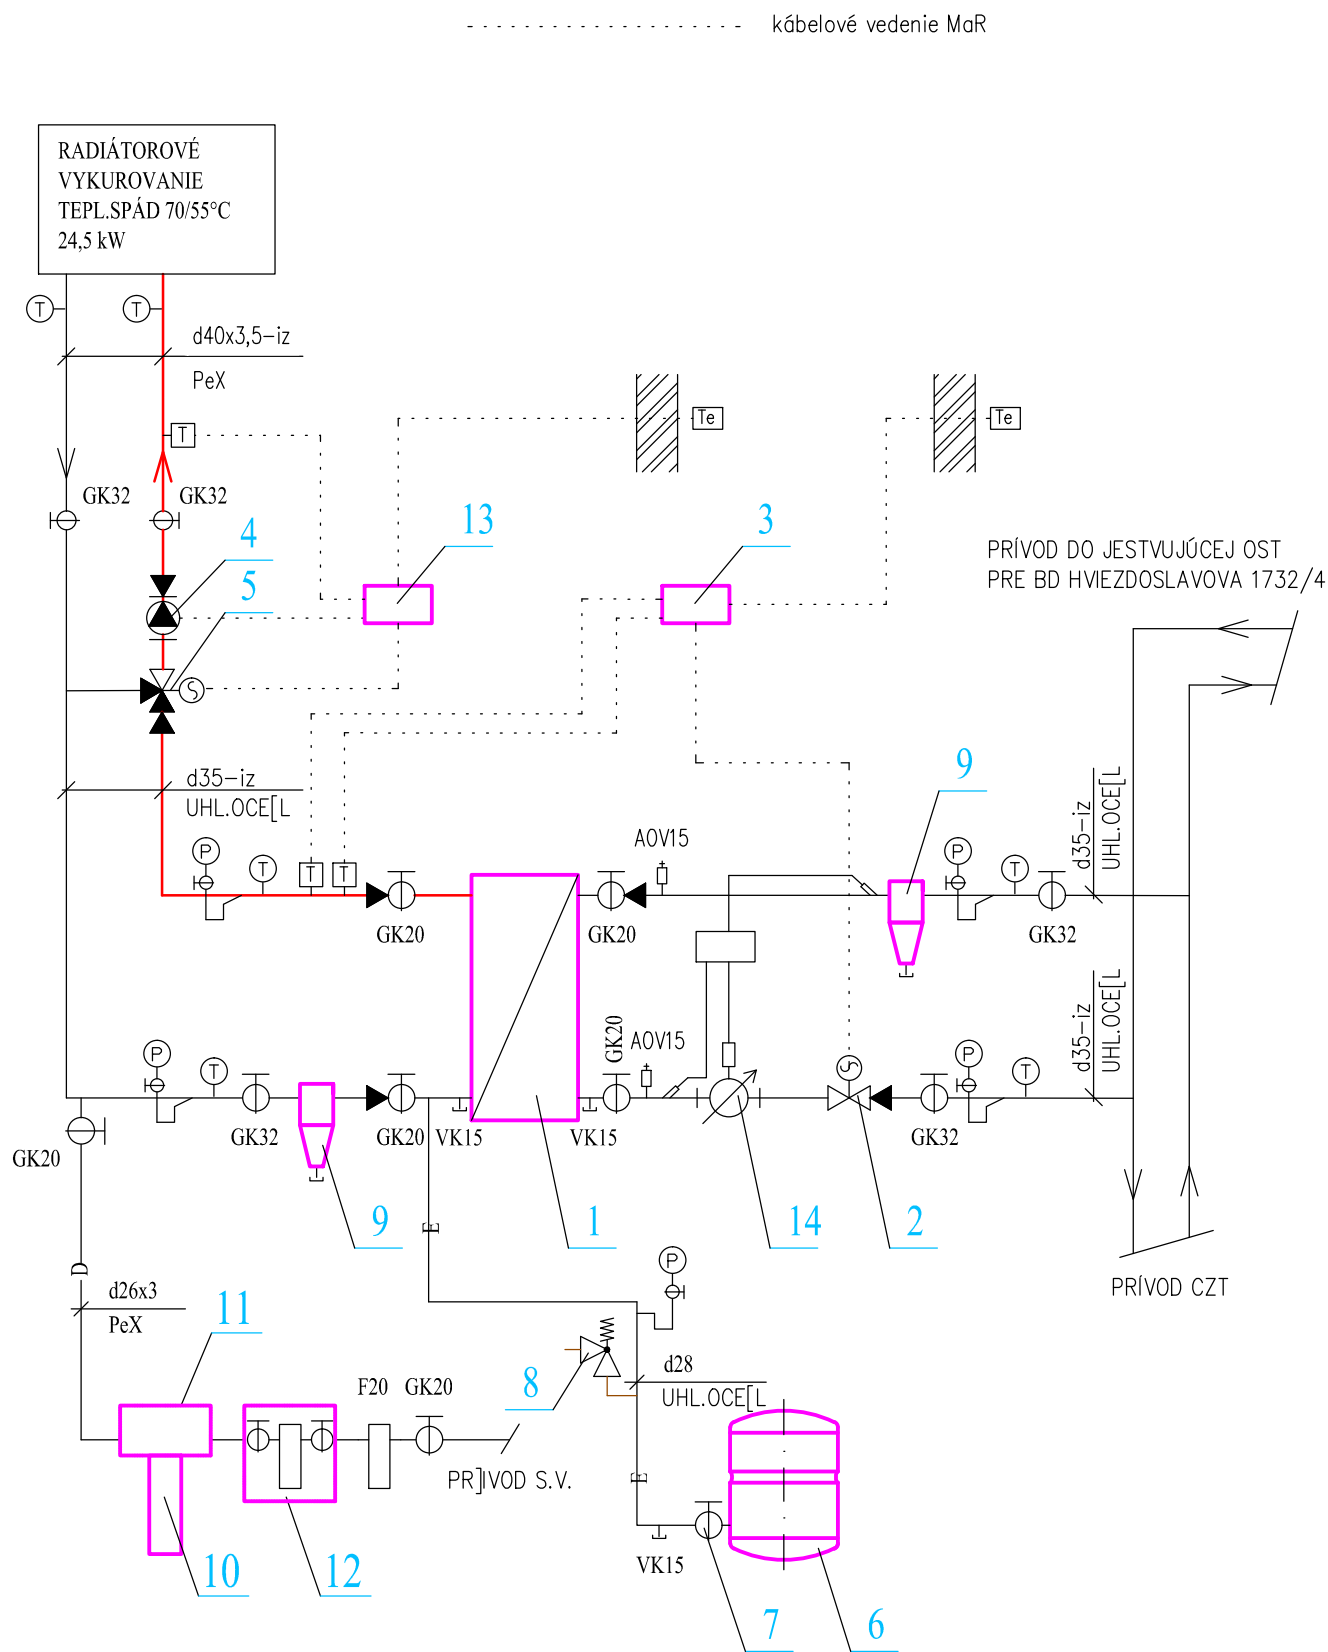 kábelové vedenie MaR
RADIÁTOROVÉ
VYKUROVANIE
TEPL.SPÁD 70/55°C
24,5 kW
T
T
d40x3,5-iz
PeX
T
Te
Te
GK32
GK32
13
3
4
5
PRÍVOD DO JESTVUJÚCEJ OST
PRE BD HVIEZDOSLAVOVA 1732/4
d35-iz
UHL.OCE[L
9
d35-iz
UHL.OCE[L
P
T
T
T
AOV15
P
T
GK20
GK20
GK32
d35-iz
UHL.OCE[L
P
T
GK20
AOV15
P
T
GK20
GK32
GK20
VK15
VK15
GK32
9
1
14
2
E
P
D
PRÍVOD CZT
d26x3
PeX
11
8
d28
UHL.OCE[L
F20
GK20
PR]IVOD S.V.
E
10
12
VK15
7
6